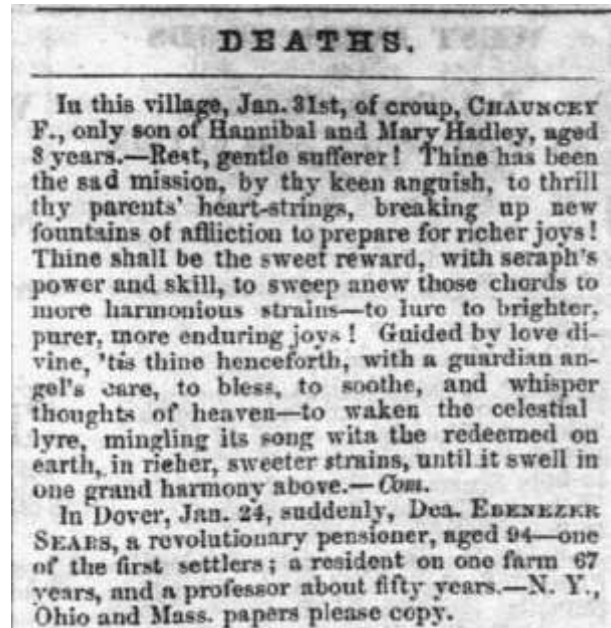 DEATHS.
In this village, Jan. 31st, of croup, CHAUNCEY
F., only son of Hannibal and Mary Hadley, aged
8 years.—Rest, gentle sufferer! Thine has been
the sad mission, by thy keen anguish, to thrill
thy parents' heart-strings, breaking up new
fountains of affliction to prepare for richer joys!
Thine shall be the sweet reward, with seraph's
power and skill, to sweep anew those chords to
more harmonious strains—to lure to brighter,
purer, more enduring joys! Guided by love di-
vine, 'tis thine henceforth, with a guardian an-
gel's care, to bless, to soothe, and whisper
thoughts of heaven—to waken the celestial
lyre, mingling its song wita the redeemed on
earth, in richer, sweeter strains, until it swell in
one grand harmony above.—Com.
In Dover, Jan. 24, suddenly, Dea. EBENEZER
SEARS, a revolutionary pensioner, aged 94—one
of the first settlers; a resident on one farm 67
years, and a professor about fifty years.—N. Y.,
Ohio and Mass. papers please copy.